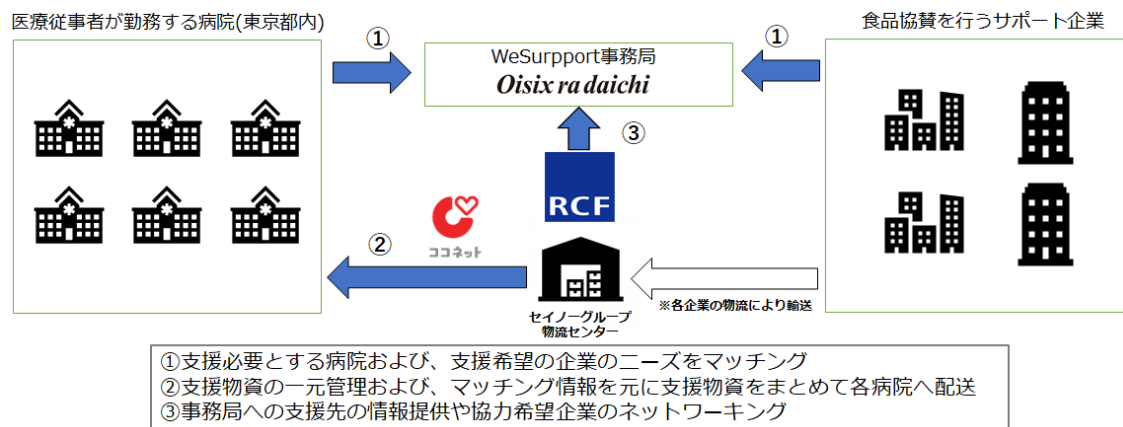 医療従事者が勤務する病院(東京都内)
食品協賛を行うサポート企業
①
①
WeSurpport事務局
Oisix ra daichi
③
RCF
ココネット
②
セイノーグループ
物流センター
※各企業の物流により輸送
①支援必要とする病院および、支援希望の企業のニーズをマッチング
②支援物資の一元管理および、マッチング情報を元に支援物資をまとめて各病院へ配送
③事務局への支援先の情報提供や協力希望企業のネットワーキング